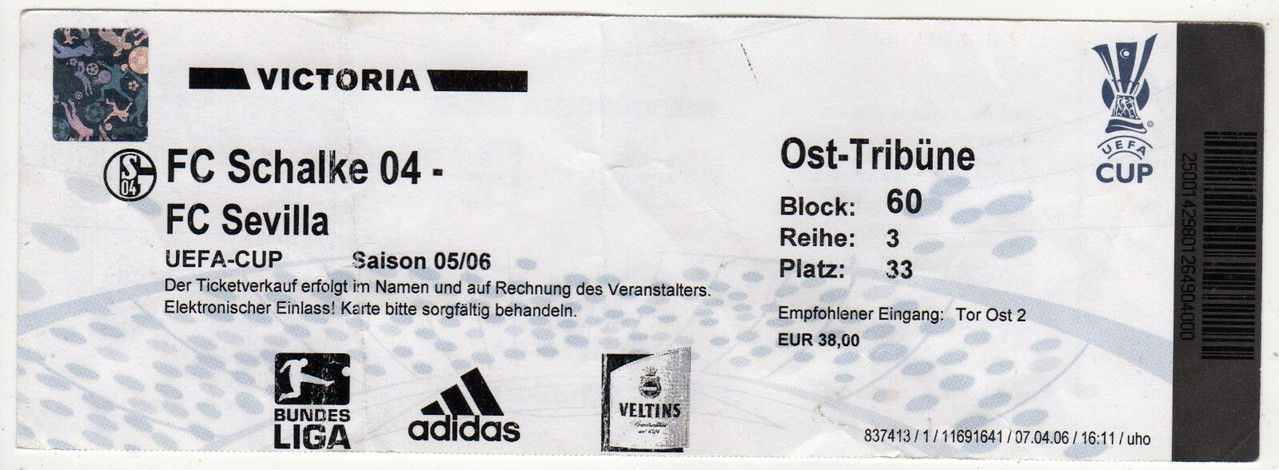 VICTORIA
S
04
FC Schalke 04 -
FC Sevilla
UEFA-CUP Saison 05/06
Der Ticketverkauf erfolgt im Namen und auf Rechnung des Veranstalters.
Elektronischer Einlass! Karte bitte sorgfältig behandeln.
BUNDES
LIGA
adidas
VELTINS
Ost-Tribüne
Block: 60
Reihe: 3
Platz: 33
Empfohlener Eingang: Tor Ost 2
EUR 38,00
837413 / 1 / 11691641 / 07.04.06 / 16:11 / uho
UEFA
CUP